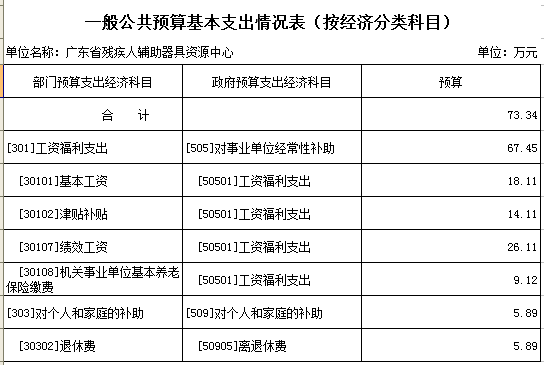 一般公共预算基本支出情况表（按经济分类科目）
单位名称：广东省残疾人辅助器具资源中心 单位：万元
部门预算支出经济科目 政府预算支出经济科目 预算
合 计 73.34
[301]工资福利支出 [505]对事业单位经常性补助 67.45
[30101]基本工资 [50501]工资福利支出 18.11
[30102]津贴补贴 [50501]工资福利支出 14.11
[30107]绩效工资 [50501]工资福利支出 26.11
[30108]机关事业单位基本养老
保险缴费 [50501]工资福利支出 9.12
[303]对个人和家庭的补助 [509]对个人和家庭的补助 5.89
[30302]退休费 [50905]离退休费 5.89